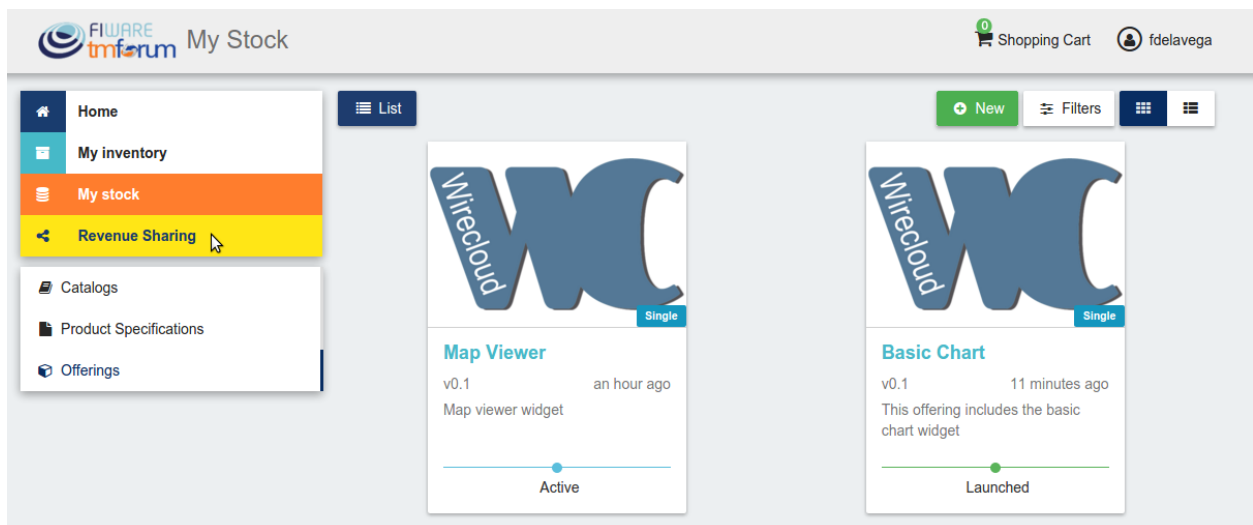 FIWARE
tmforum
My Stock
0
Shopping Cart
fdelavega
Home
My inventory
My stock
Revenue Sharing
Catalogs
Product Specifications
Offerings
List
New
Filters
Wirecloud
WC
Single
Map Viewer
v0.1 an hour ago
Map viewer widget
Active
Wirecloud
WC
Single
Basic Chart
v0.1 11 minutes ago
This offering includes the basic
chart widget
Launched